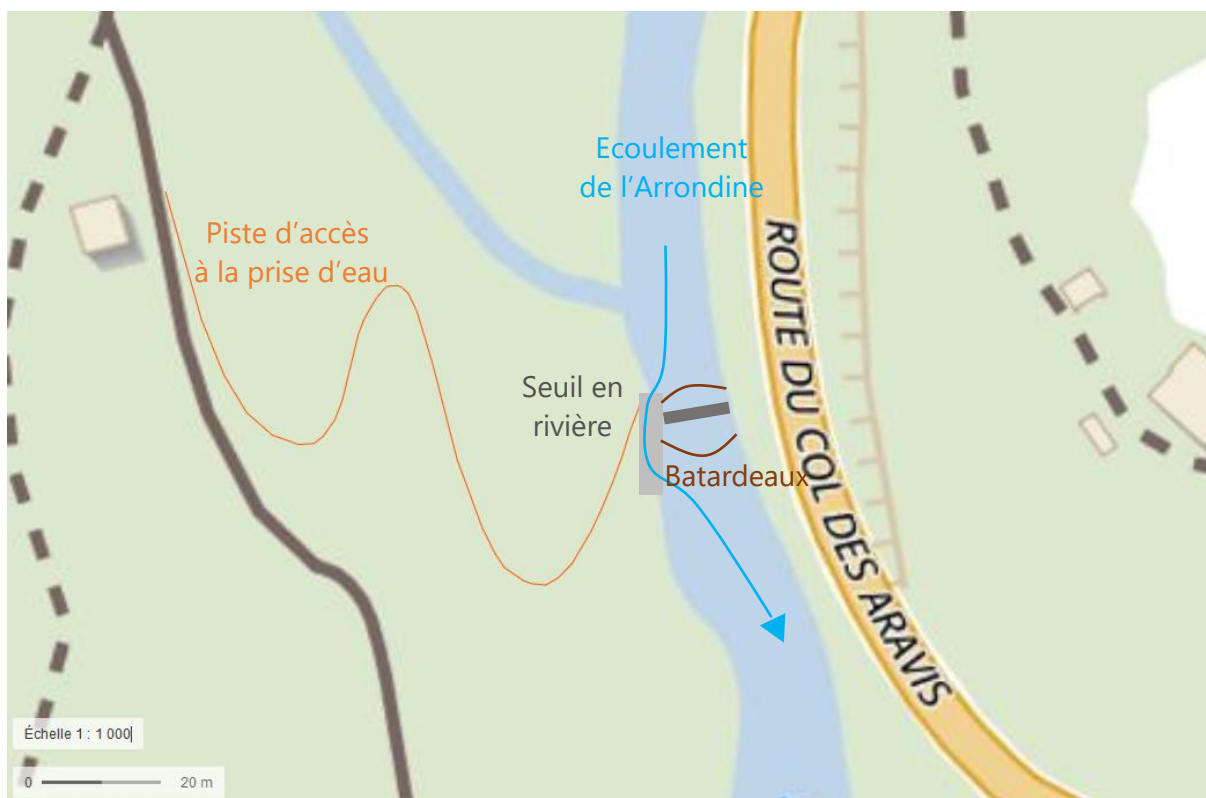 Ecoulement
de l'Arrondine
Piste d'accès
à la prise d'eau
ROUTE DU COL DES ARAVIS
Seuil en
rivière
Batardeaux
Échelle 1 : 1 000
0 20 m